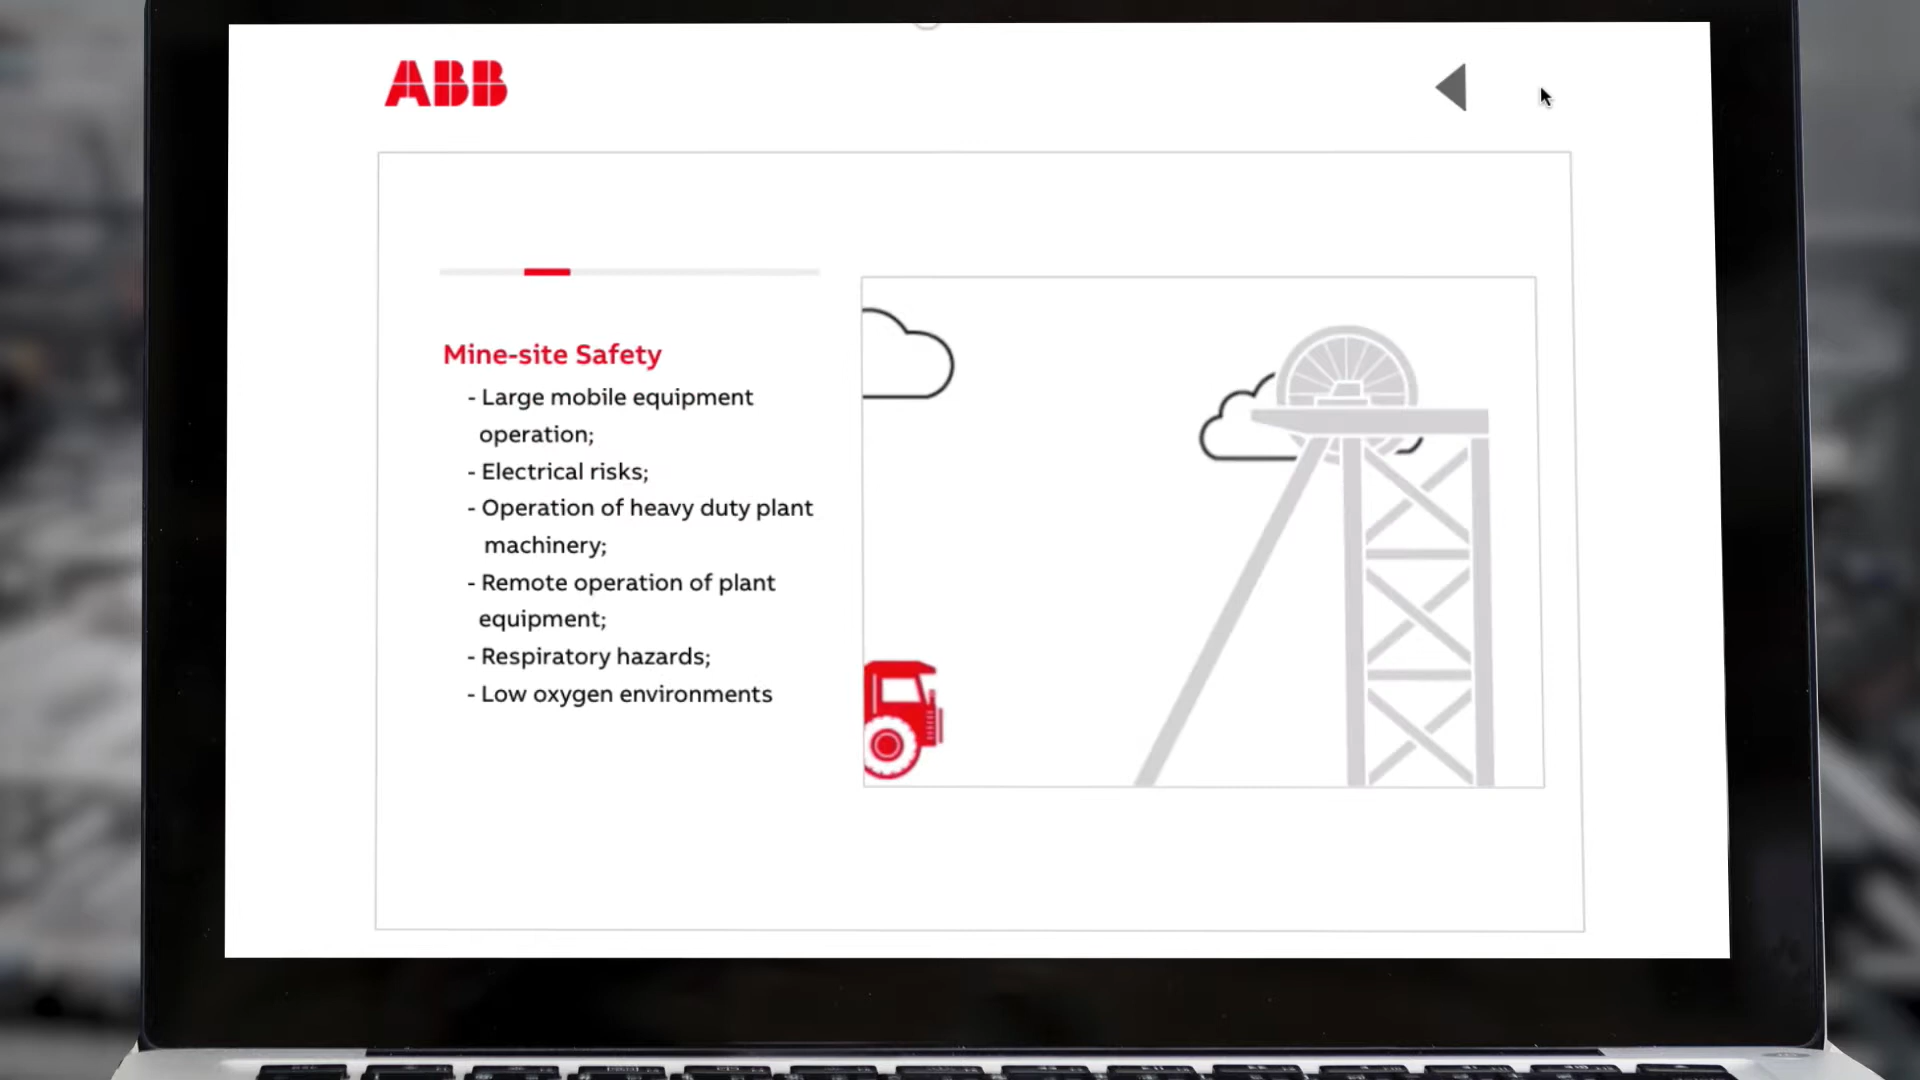 ABB
Mine-site Safety
- Large mobile equipment
operation;
- Electrical risks;
- Operation of heavy duty plant
machinery;
- Remote operation of plant
equipment;
- Respiratory hazards;
- Low oxygen environments